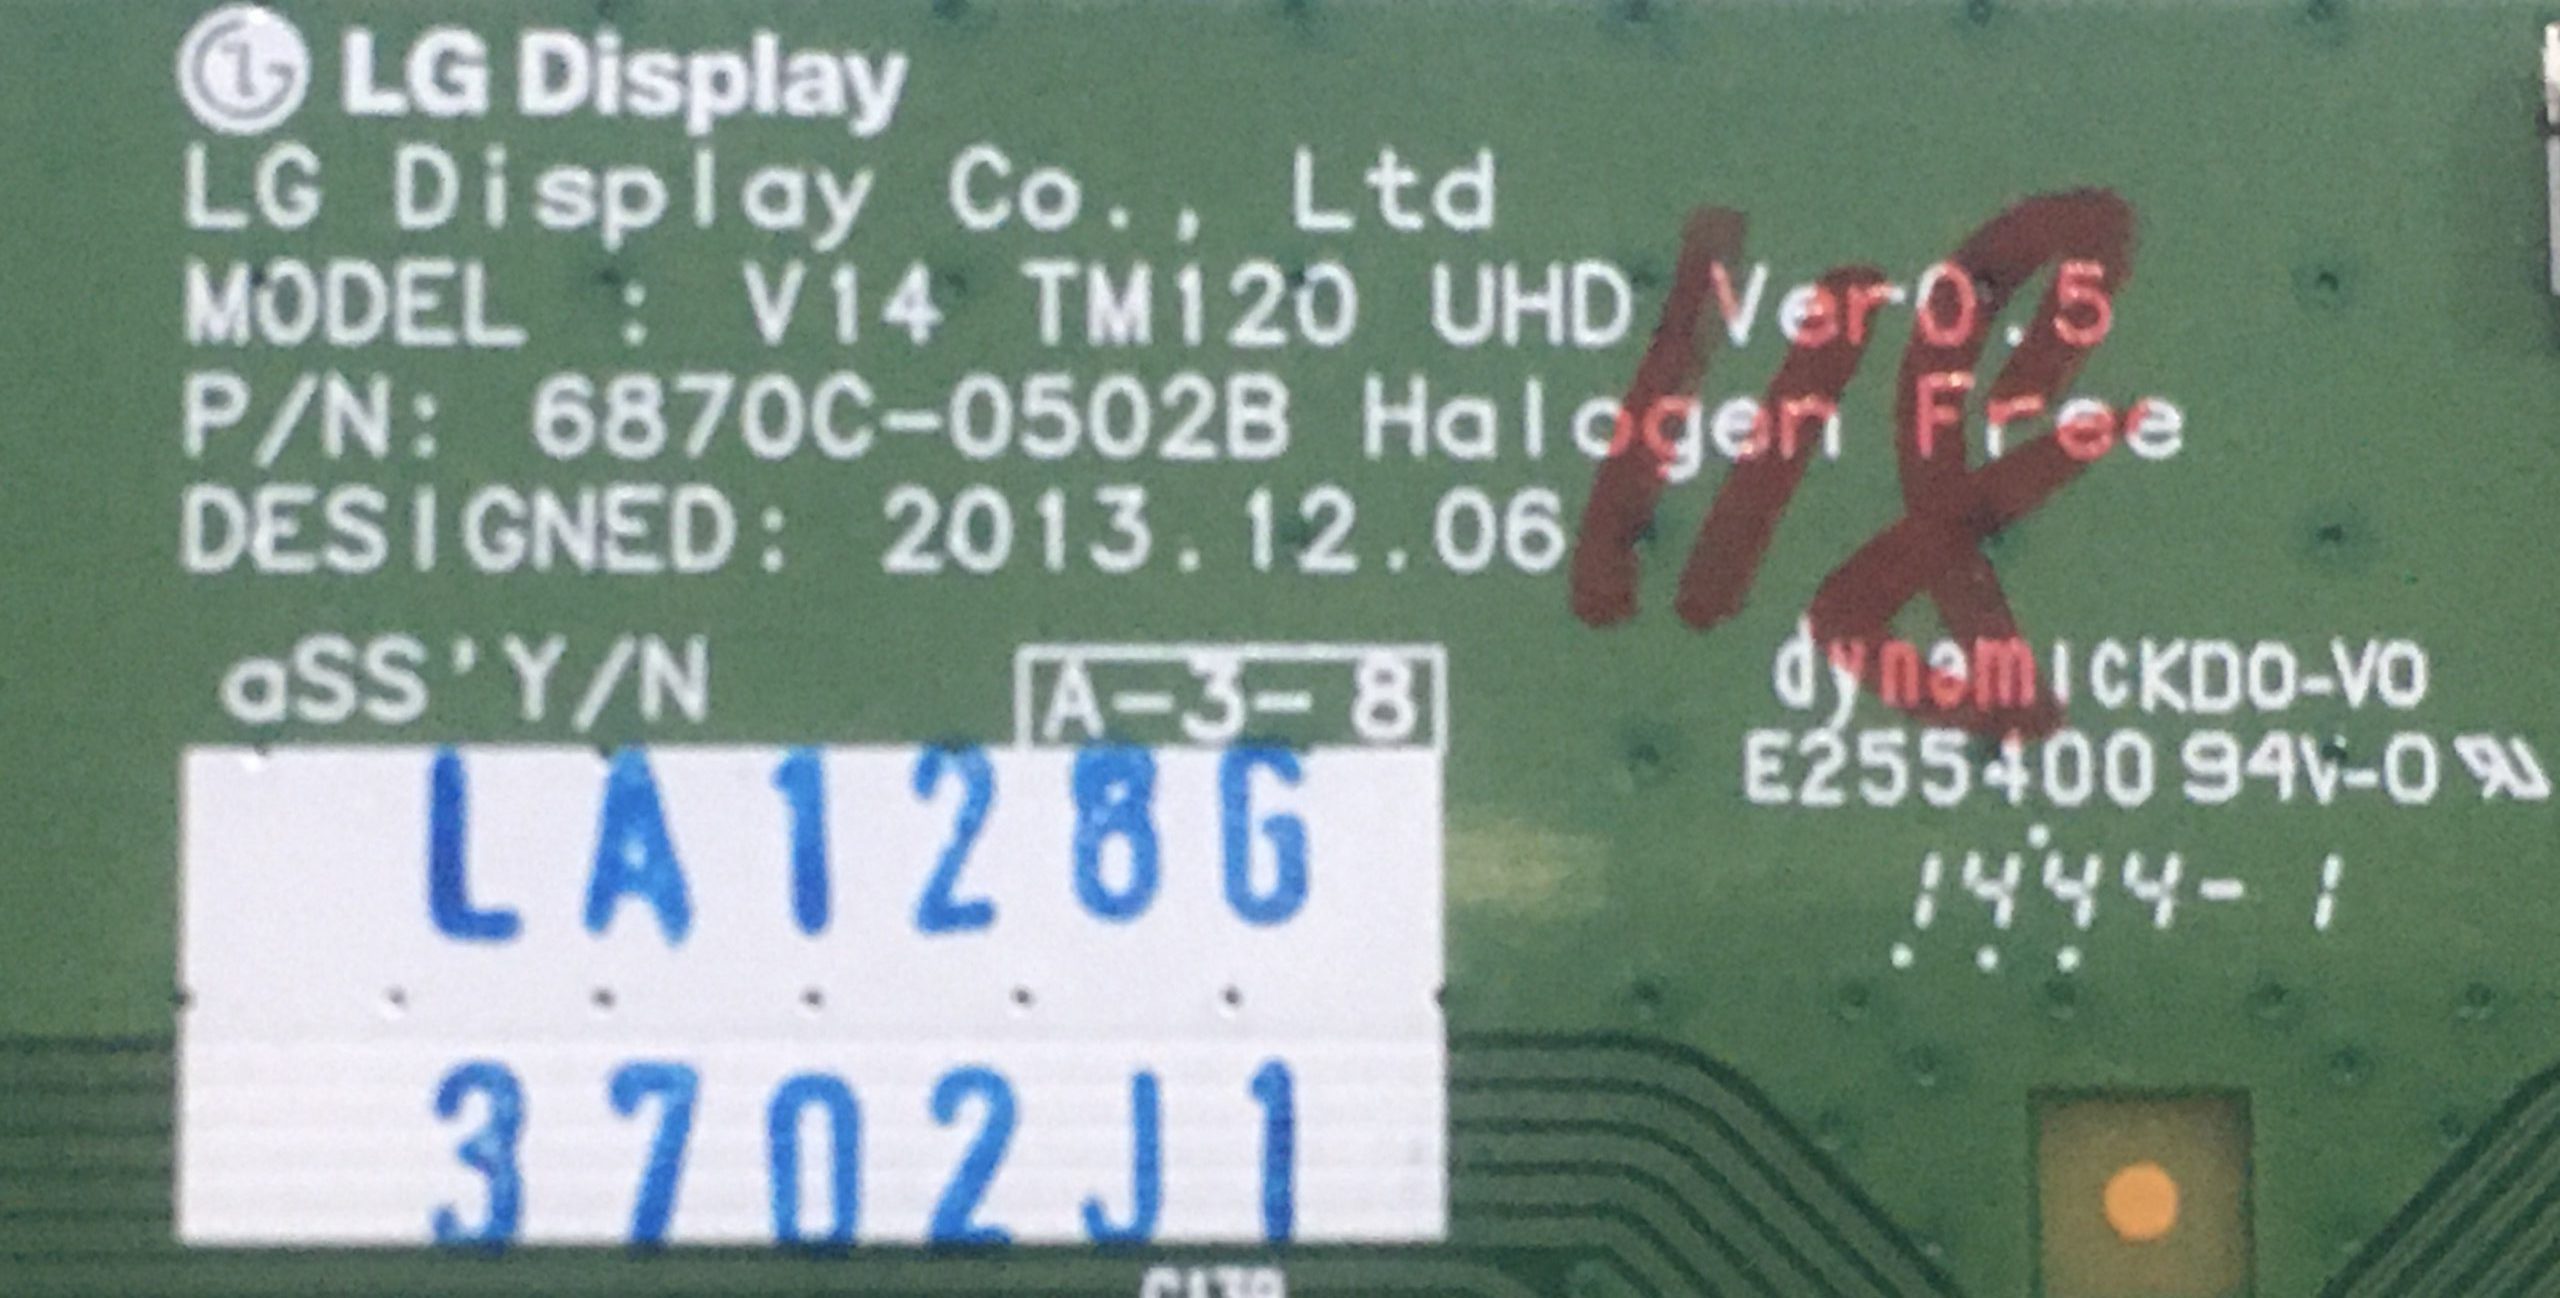 LG Display
LG Display Co., Ltd
MODEL : V14 TM120 UHD Ver0.5
P/N: 6870C-0502B Halogen Free
DESIGNED: 2013.12.06
118
aSS'Y/N
A-3-8
dynamiCKDO-VO
E255400 94V-0
1444-1
LA128G
3702J1